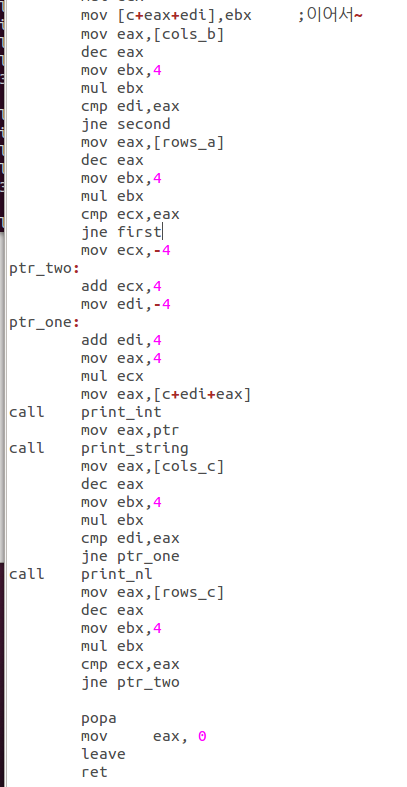 mov [c+eax+edi],ebx ;이어서~
mov eax,[cols_b]
dec eax
mov ebx,4
mul ebx
cmp edi,eax
jne second
mov eax,[rows_a]
dec eax
mov ebx,4
mul ebx
cmp ecx,eax
jne first
mov ecx,-4
ptr_two:
add ecx,4
mov edi,-4
ptr_one:
add edi,4
mov eax,4
mul ecx
mov eax,[c+edi+eax]
call print_int
mov eax,ptr
call print_string
mov eax,[cols_c]
dec eax
mov ebx,4
mul ebx
cmp edi,eax
jne ptr_one
call print_nl
mov eax,[rows_c]
dec eax
mov ebx,4
mul ebx
cmp ecx,eax
jne ptr_two
popa
mov eax, 0
leave
ret